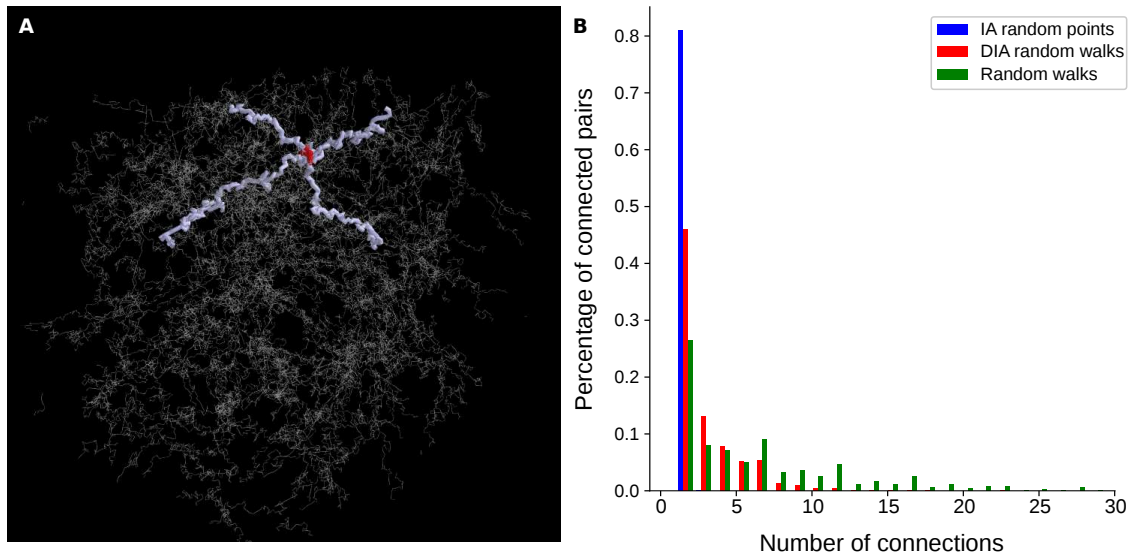 A
B
IA random points
DIA random walks
Random walks
Percentage of connected pairs
0.8
0.7
0.6
0.5
0.4
0.3
0.2
0.1
0.0
0 5 10 15 20 25 30
Number of connections